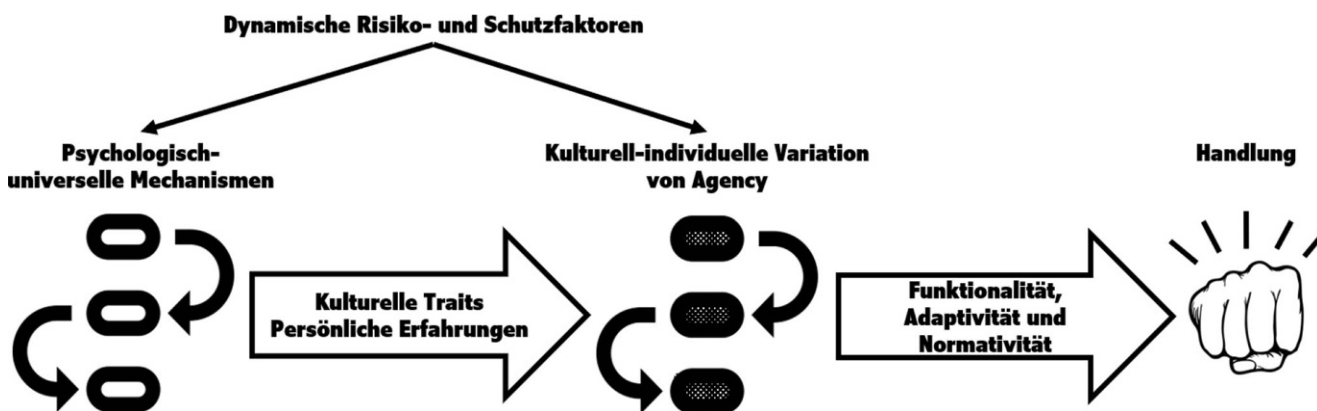 Dynamische Risiko- und Schutzfaktoren
Psychologisch-
universelle Mechanismen
Kulturell-individuelle Variation
von Agency
Handlung
Kulturelle Traits
Persönliche Erfahrungen
Funktionalität,
Adaptivität und
Normativität